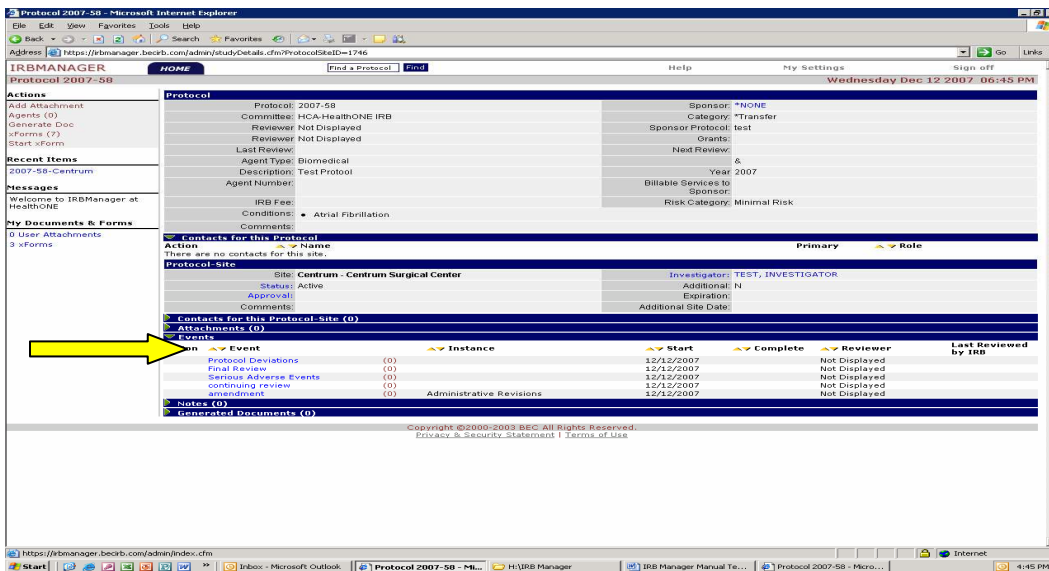 Protocol 2007-58 - Microsoft Internet Explorer
File Edit View Favorites Tools Help
Back Search Favorites
Address https://irbmanager.becirb.com/admin/studyDetails.cfm?ProtocolSiteID=1746 Go Links
IRBMANAGER HOME Find a Protocol Find Help My Settings Sign off
Protocol 2007-58 Wednesday Dec 12 2007 06:45 PM
Actions
Add Attachment
Agents (0)
Generate Doc
xForms (7)
Start xForm
Recent Items
2007-58-Centrum
Messages
Welcome to IRBManager at
HealthONE
My Documents & Forms
0 User Attachments
3 xForms
Protocol
Protocol: 2007-58 Sponsor: *NONE
Committee: HCA-HealthONE IRB Category: *Transfer
Reviewer Not Displayed Sponsor Protocol: test
Reviewer Not Displayed Grants:
Last Review: Next Review:
Agent Type: Biomedical &
Description: Test Protool Year 2007
Agent Number: Billable Services to
Sponsor:
IRB Fee: Risk Category: Minimal Risk
Conditions: • Atrial Fibrillation
Comments:
Contacts for this Protocol
Action Name Primary Role
There are no contacts for this site.
Protocol-Site
Site: Centrum - Centrum Surgical Center Investigator: TEST, INVESTIGATOR
Status: Active Additional: N
Approval: Expiration:
Comments: Additional Site Date:
Contacts for this Protocol-Site (0)
Attachments (0)
Events
on Event Instance Start Complete Reviewer Last Reviewed
by IRB
Protocol Deviations (0) 12/12/2007 Not Displayed
Final Review (0) 12/12/2007 Not Displayed
Serious Adverse Events (0) 12/12/2007 Not Displayed
continuing review (0) 12/12/2007 Not Displayed
amendment (0) Administrative Revisions 12/12/2007 Not Displayed
Notes (0)
Generated Documents (0)
Copyright ©2000-2003 BEC All Rights Reserved.
Privacy & Security Statement | Terms of Use
https://irbmanager.becirb.com/admin/index.cfm Internet
Start Inbox - Microsoft Outlook Protocol 2007-58 - Mi... H:\IRB Manager IRB Manager Manual Te... Protocol 2007-58 - Micro... 4:45 PM